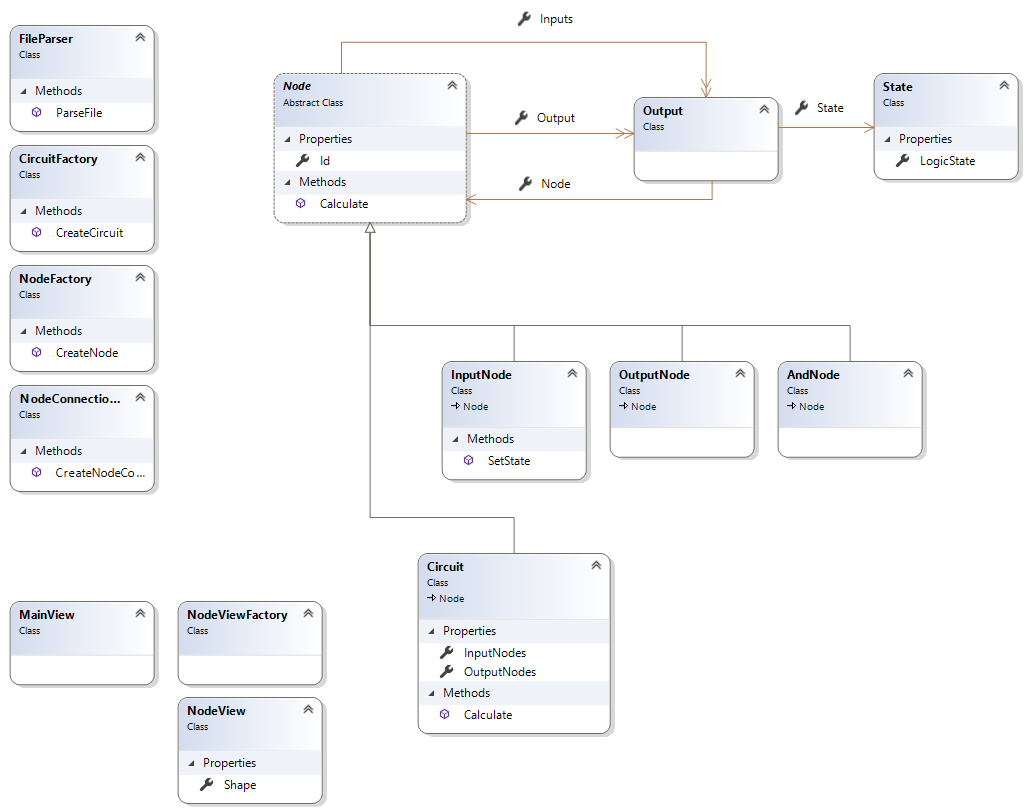 FileParser
Class
Methods
ParseFile
CircuitFactory
Class
Methods
CreateCircuit
NodeFactory
Class
Methods
CreateNode
NodeConnectio...
Class
Methods
CreateNodeCo...
Inputs
Node
Abstract Class
Properties
Id
Methods
Calculate
Output
Node
Output
Class
State
State
Class
Properties
LogicState
InputNode
Class
Node
Methods
SetState
OutputNode
Class
Node
AndNode
Class
Node
Circuit
Class
Node
Properties
InputNodes
OutputNodes
Methods
Calculate
MainView
Class
NodeViewFactory
Class
NodeView
Class
Properties
Shape